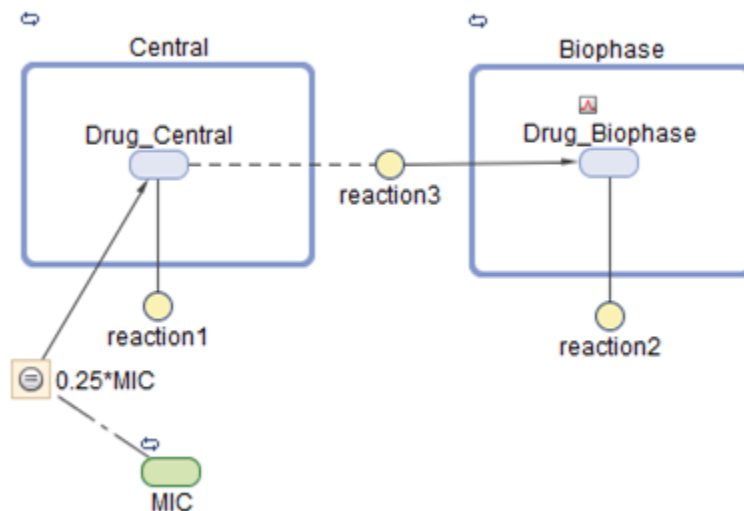 Central
Biophase
Drug_Central
Drug_Biophase
reaction3
reaction1
reaction2
0.25*MIC
MIC